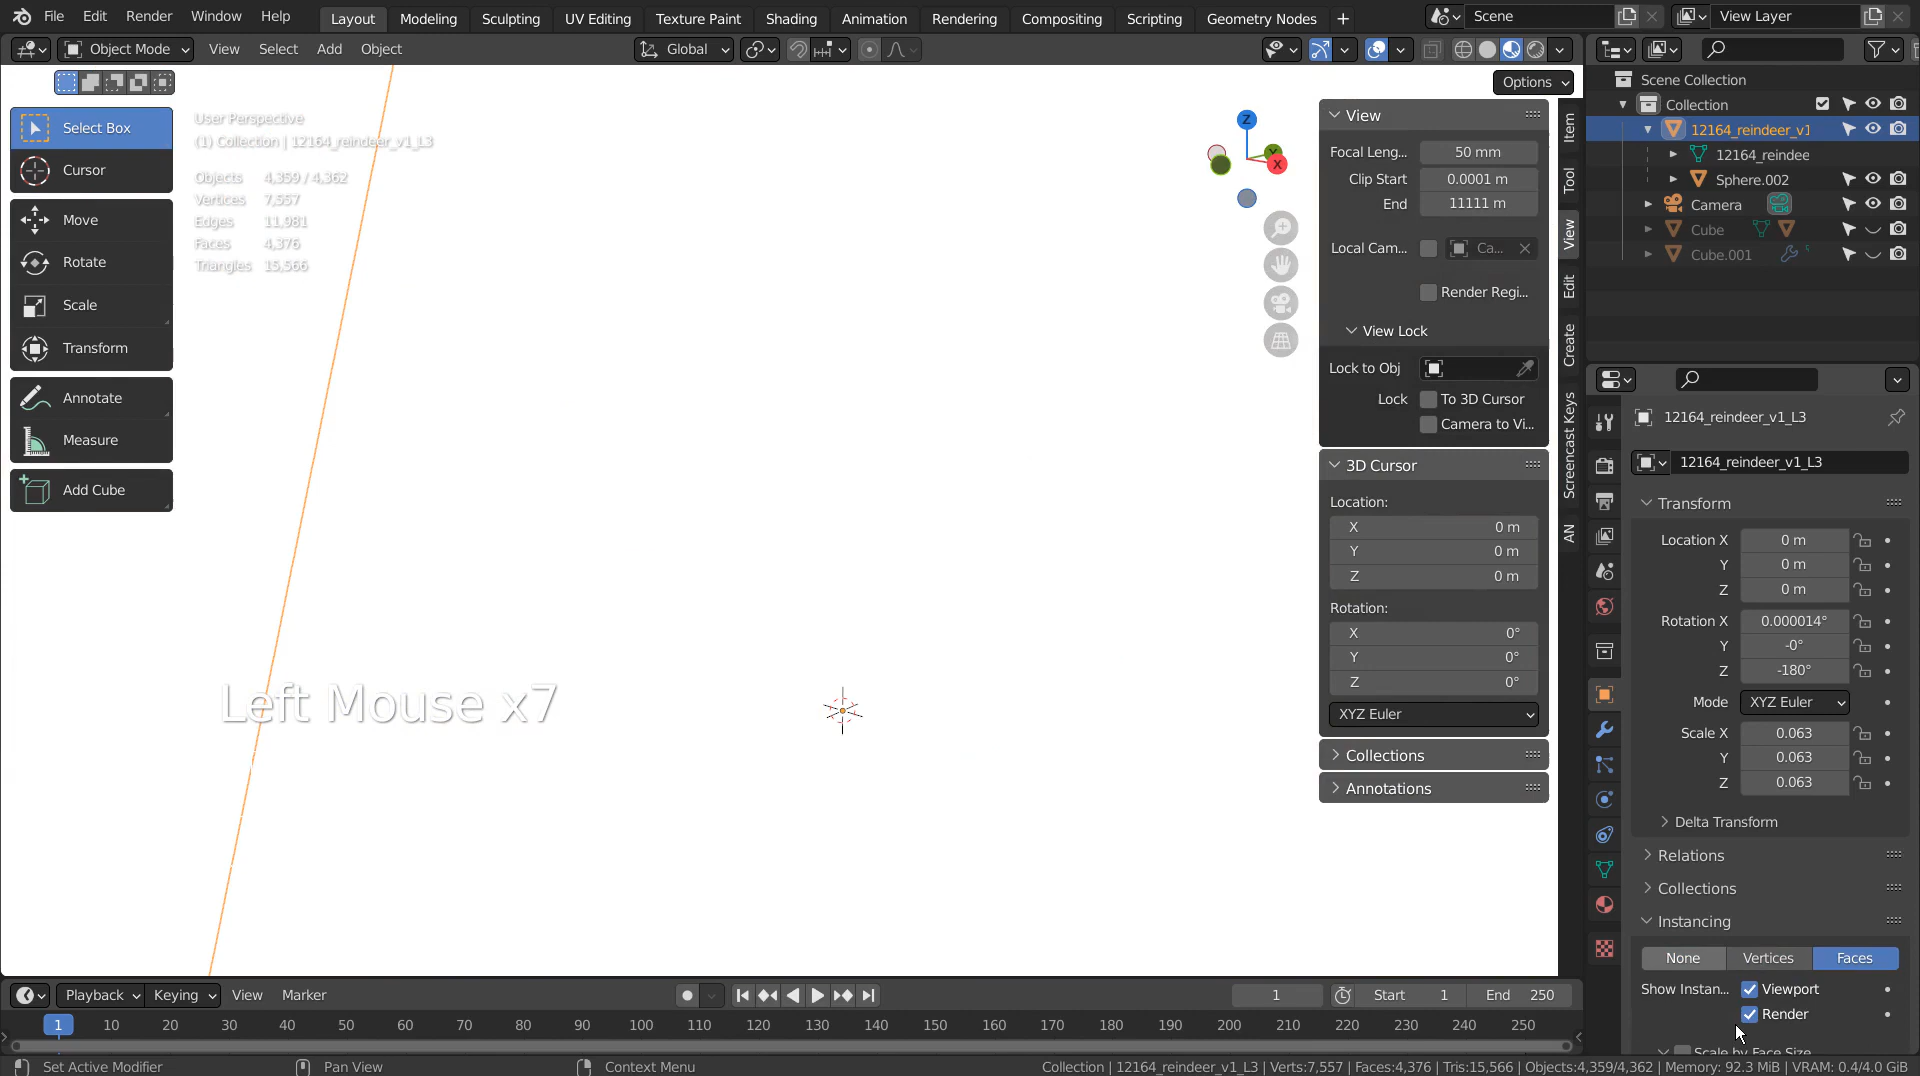 File Edit Render Window Help Layout Modeling Sculpting UV Editing Texture Paint Shading Animation Rendering Compositing Scripting Geometry Nodes + Scene View Layer
Object Mode View Select Add Object Global
Options
Select Box
Cursor
Move
Rotate
Scale
Transform
Annotate
Measure
Add Cube
User Perspective
(1) Collection | 12164_reindeer_v1_L3
Objects 4,359 / 4,362
Vertices 7,557
Edges 11,981
Faces 4,376
Triangles 15,566
Left Mouse x7
Z
Y
X
View
Focal Leng... 50 mm
Clip Start 0.0001 m
End 11111 m
Local Cam... Ca...
Render Regi...
View Lock
Lock to Obj
Lock To 3D Cursor
Camera to Vi...
3D Cursor
Location:
X 0 m
Y 0 m
Z 0 m
Rotation:
X 0°
Y 0°
Z 0°
XYZ Euler
Collections
Annotations
Item
Tool
View
Edit
Create
Screencast Keys
AN
Scene Collection
Collection
12164_reindeer_v1
12164_reindee
Sphere.002
Camera
Cube
Cube.001
12164_reindeer_v1_L3
12164_reindeer_v1_L3
Transform
Location X 0 m
Y 0 m
Z 0 m
Rotation X 0.000014°
Y -0°
Z -180°
Mode XYZ Euler
Scale X 0.063
Y 0.063
Z 0.063
Delta Transform
Relations
Collections
Instancing
None Vertices Faces
Show Instan... Viewport
Render
Scale by Face Size
Playback Keying View Marker 1 Start 1 End 250
1 10 20 30 40 50 60 70 80 90 100 110 120 130 140 150 160 170 180 190 200 210 220 230 240 250
Set Active Modifier Pan View Context Menu Collection | 12164_reindeer_v1_L3 | Verts:7,557 | Faces:4,376 | Tris:15,566 | Objects:4,359/4,362 | Memory: 92.3 MiB | VRAM: 0.4/4.0 GiB